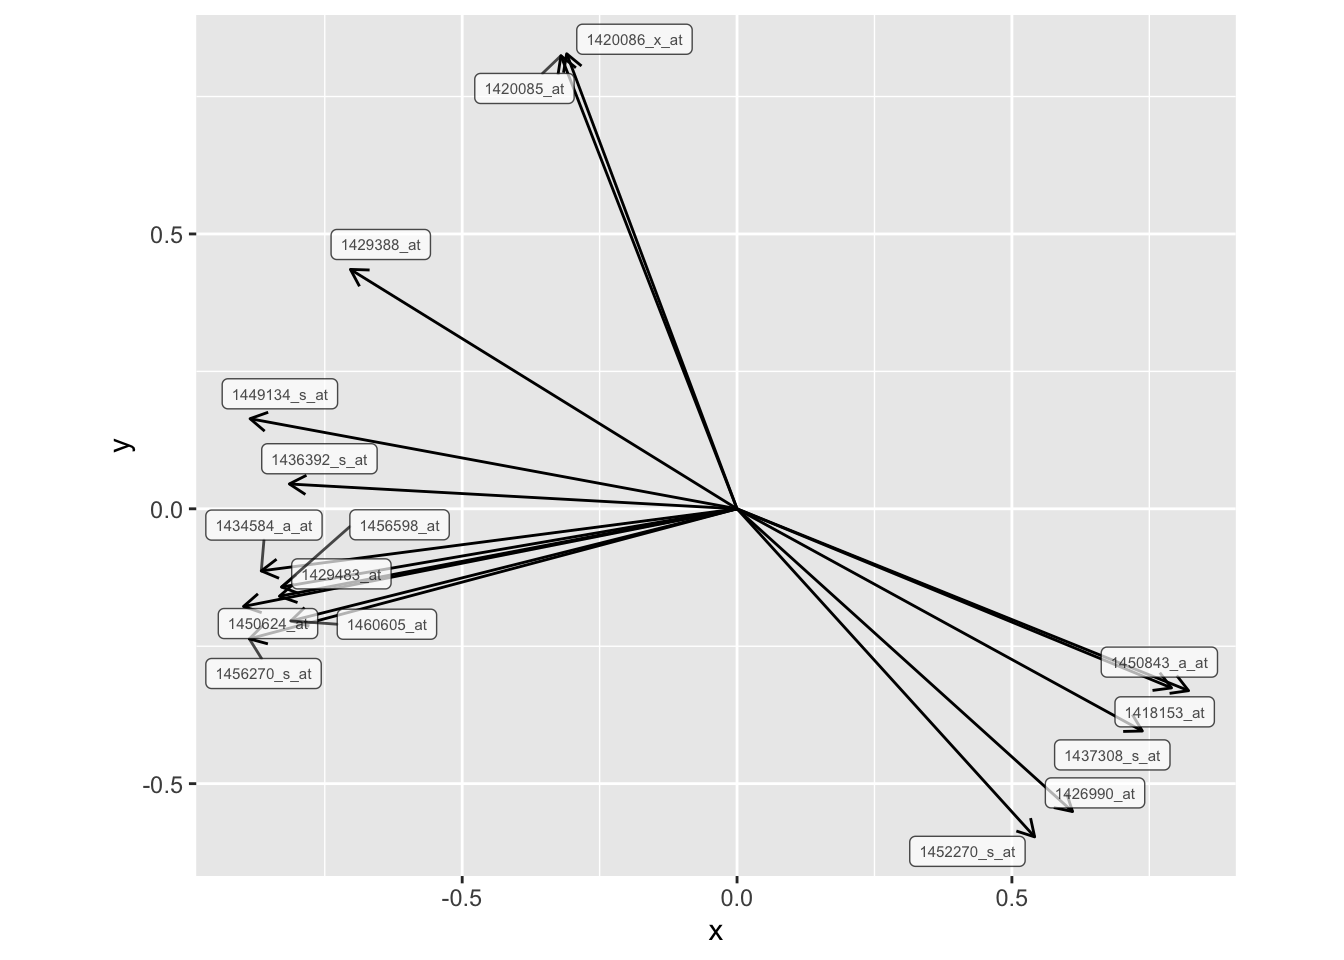 1420086_x_at
1420085_at
0.5
1429388_at
1449134_s_at
y
1436392_s_at
0.0
1434584_a_at
1456598_at
1429483_at
1450624_at
1460605_at
1450843_a_at
1456270_s_at
1418153_at
1437308_s_at
-0.5
1426990_at
1452270_s_at
-0.5
0.0
0.5
x